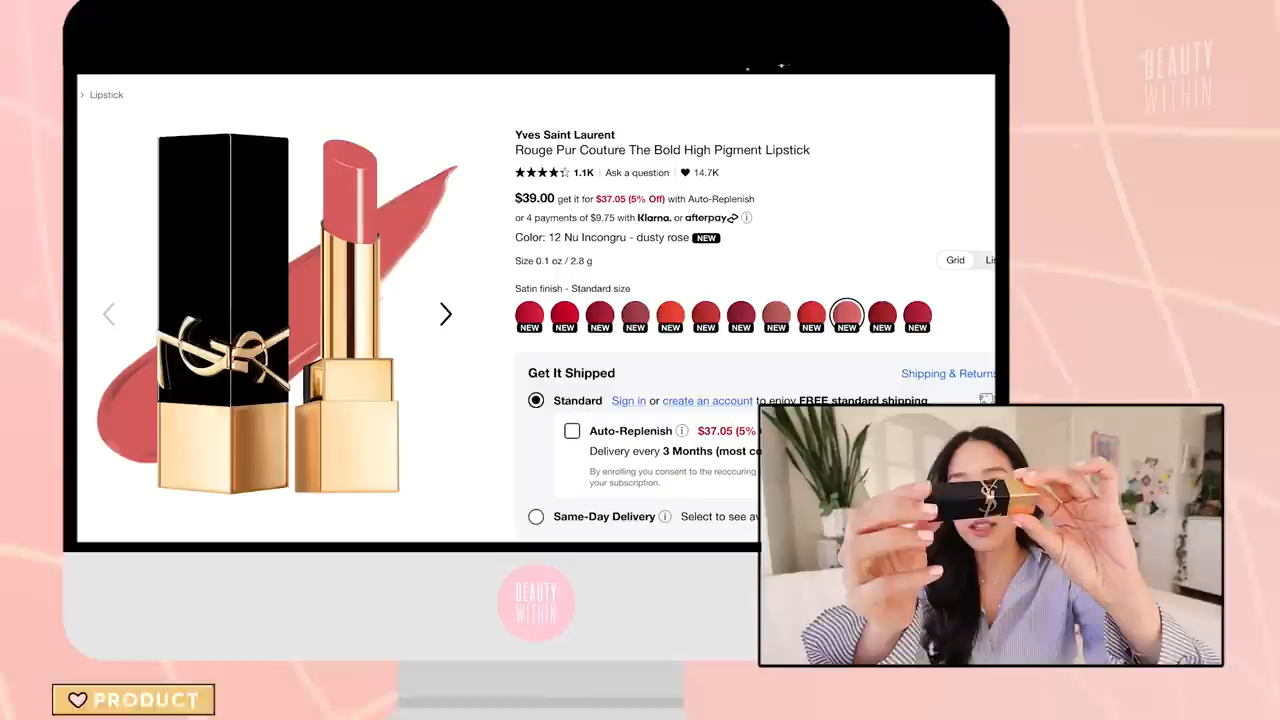 BEAUTY
WITHIN
› Lipstick
Yves Saint Laurent
Rouge Pur Couture The Bold High Pigment Lipstick
1.1K | Ask a question | 14.7K
$39.00 get it for $37.05 (5% Off) with Auto-Replenish
or 4 payments of $9.75 with Klarna. or afterpay
Color: 12 Nu Incongru - dusty rose NEW
Size 0.1 oz / 2.8 g
Grid
Satin finish - Standard size
NEW NEW NEW NEW NEW NEW NEW NEW NEW NEW NEW NEW
Get It Shipped
Shipping & Returns
Standard Sign in or create an account to enjoy FREE standard shipping
Auto-Replenish $37.05 (5%
Delivery every 3 Months (most co
By enrolling you consent to the reoccuring
your subscription.
Same-Day Delivery Select to see av
YSL
YSL
BEAUTY
WITHIN
PRODUCT